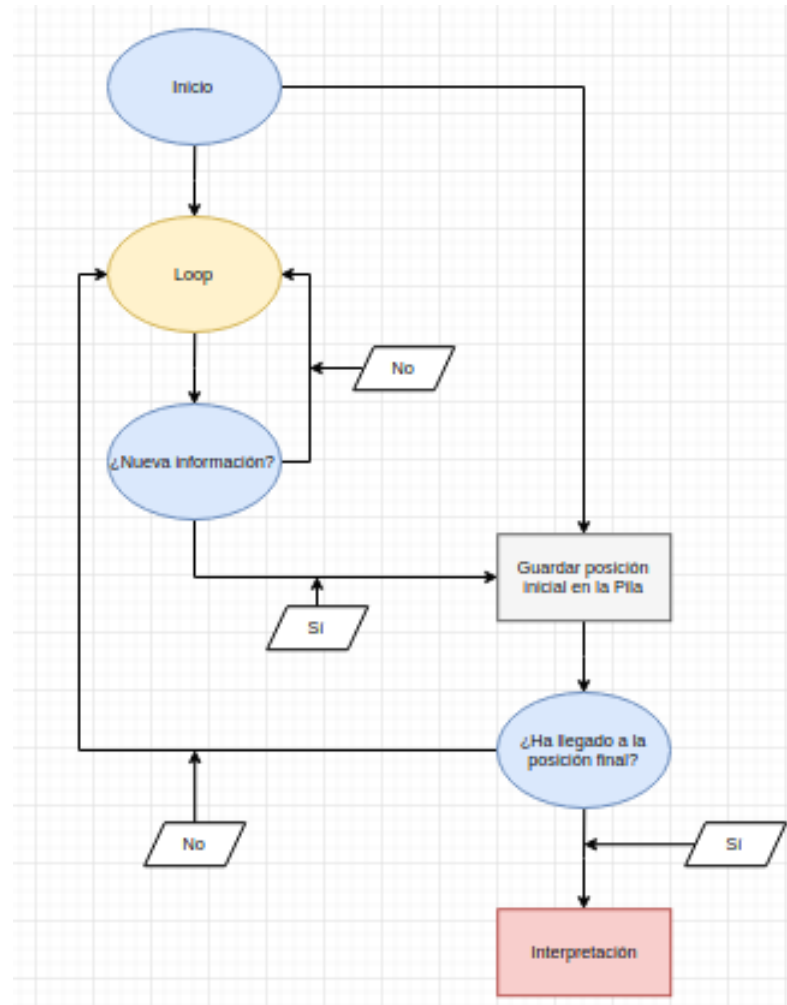 Inicio
Loop
No
¿Nueva información?
Guardar posición
inicial en la Pila
Si
¿Ha llegado a la
posición final?
No
Si
Interpretación